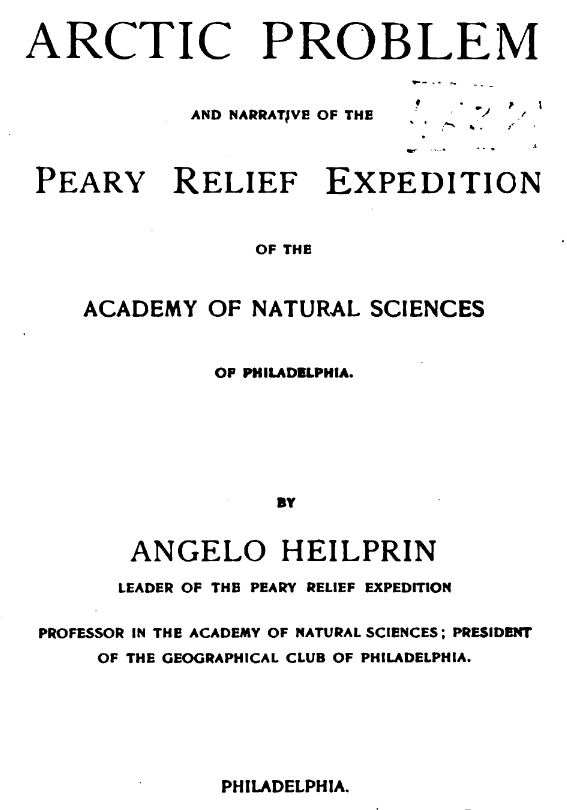 ARCTIC PROBLEM
AND NARRATIVE OF THE
PEARY RELIEF EXPEDITION
OF THE
ACADEMY OF NATURAL SCIENCES
OF PHILADELPHIA.
BY
ANGELO HEILPRIN
LEADER OF THE PEARY RELIEF EXPEDITION
PROFESSOR IN THE ACADEMY OF NATURAL SCIENCES; PRESIDENT
OF THE GEOGRAPHICAL CLUB OF PHILADELPHIA.
PHILADELPHIA.